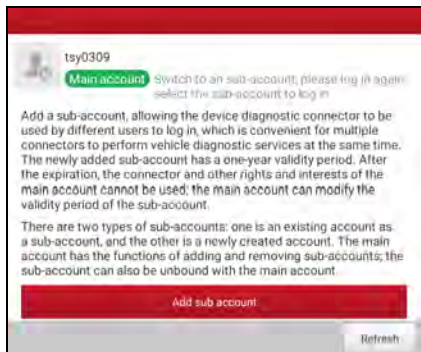 tsy0309
Main account Switch to an sub-account, please log in again
select the sub-account to log in
Add a sub-account, allowing the device diagnostic connector to be
used by different users to log in, which is convenient for multiple
connectors to perform vehicle diagnostic services at the same time.
The newly added sub-account has a one-year validity period. After
the expiration, the connector and other rights and interests of the
main account cannot be used; the main account can modify the
validity period of the sub-account.
There are two types of sub-accounts: one is an existing account as
a sub-account, and the other is a newly created account. The main
account has the functions of adding and removing sub-accounts; the
sub-account can also be unbound with the main account
Add sub account
Refresh